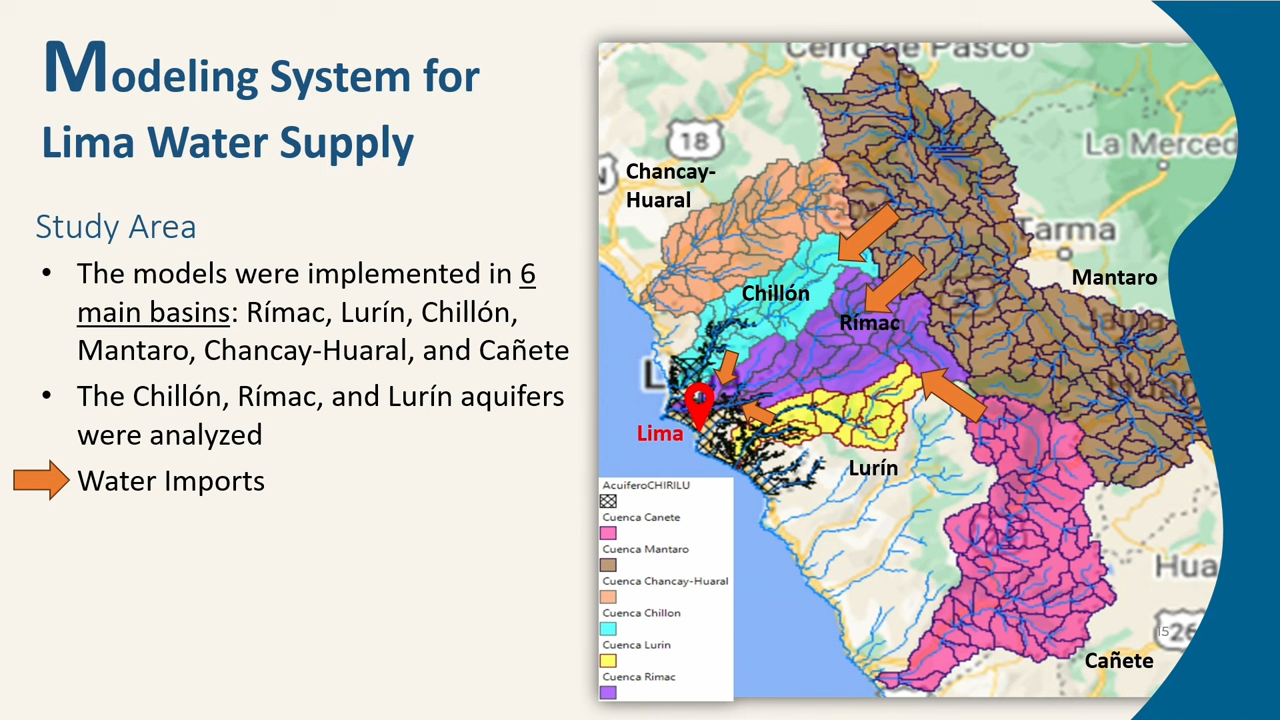 Modeling System for
Lima Water Supply
Study Area
• The models were implemented in 6
main basins: Rímac, Lurín, Chillón,
Mantaro, Chancay-Huaral, and Cañete
• The Chillón, Rímac, and Lurín aquifers
were analyzed
Water Imports
Cerro de Pasco
18
La Merced
Chancay-
Huaral
Tarma
Mantaro
Chillón
Rímac
Lima
Lurín
AcuiferoCHIRILU
Cuenca Canete
Cuenca Mantaro
Cuenca Chancay-Huaral
Cuenca Chillon
Cuenca Lurin
Cuenca Rimac
Hua
15
26
Cañete